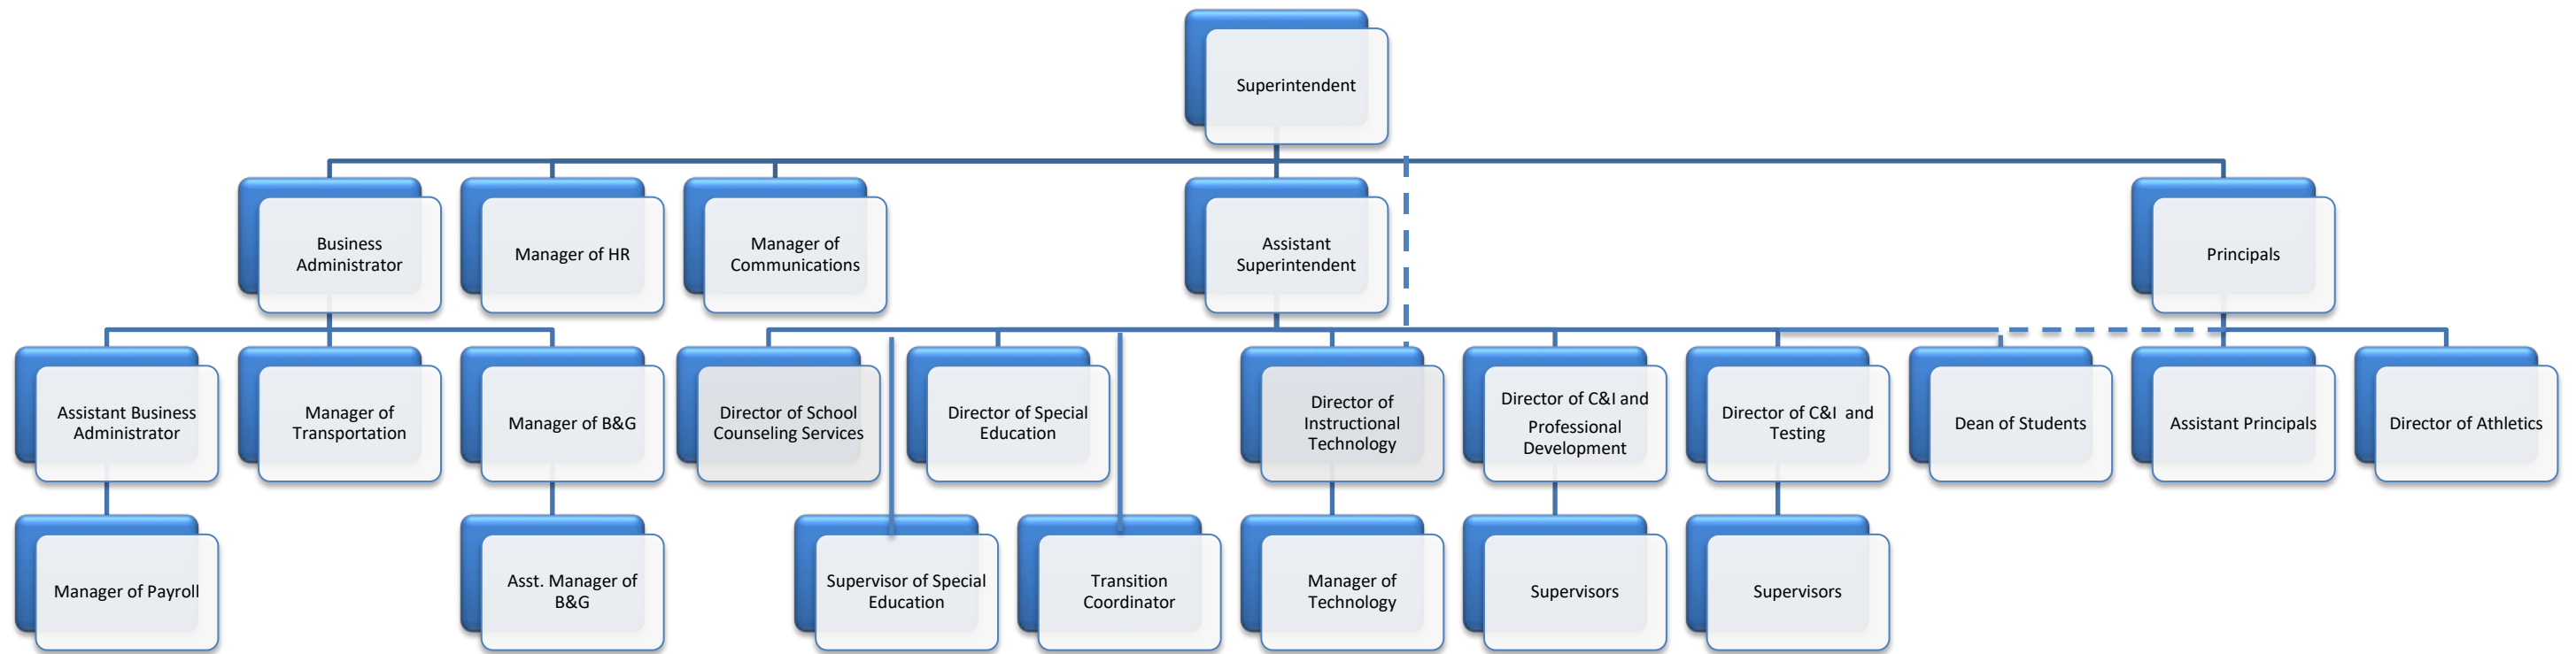 Superintendent
Business
Administrator
Manager of HR
Manager of
Communications
Assistant
Superintendent
Principals
Assistant Business
Administrator
Manager of
Transportation
Manager of B&G
Director of School
Counseling Services
Director of Special
Education
Director of
Instructional
Technology
Director of C&I and
Professional
Development
Director of C&I and
Testing
Dean of Students
Assistant Principals
Director of Athletics
Manager of Payroll
Asst. Manager of
B&G
Supervisor of Special
Education
Transition
Coordinator
Manager of
Technology
Supervisors
Supervisors